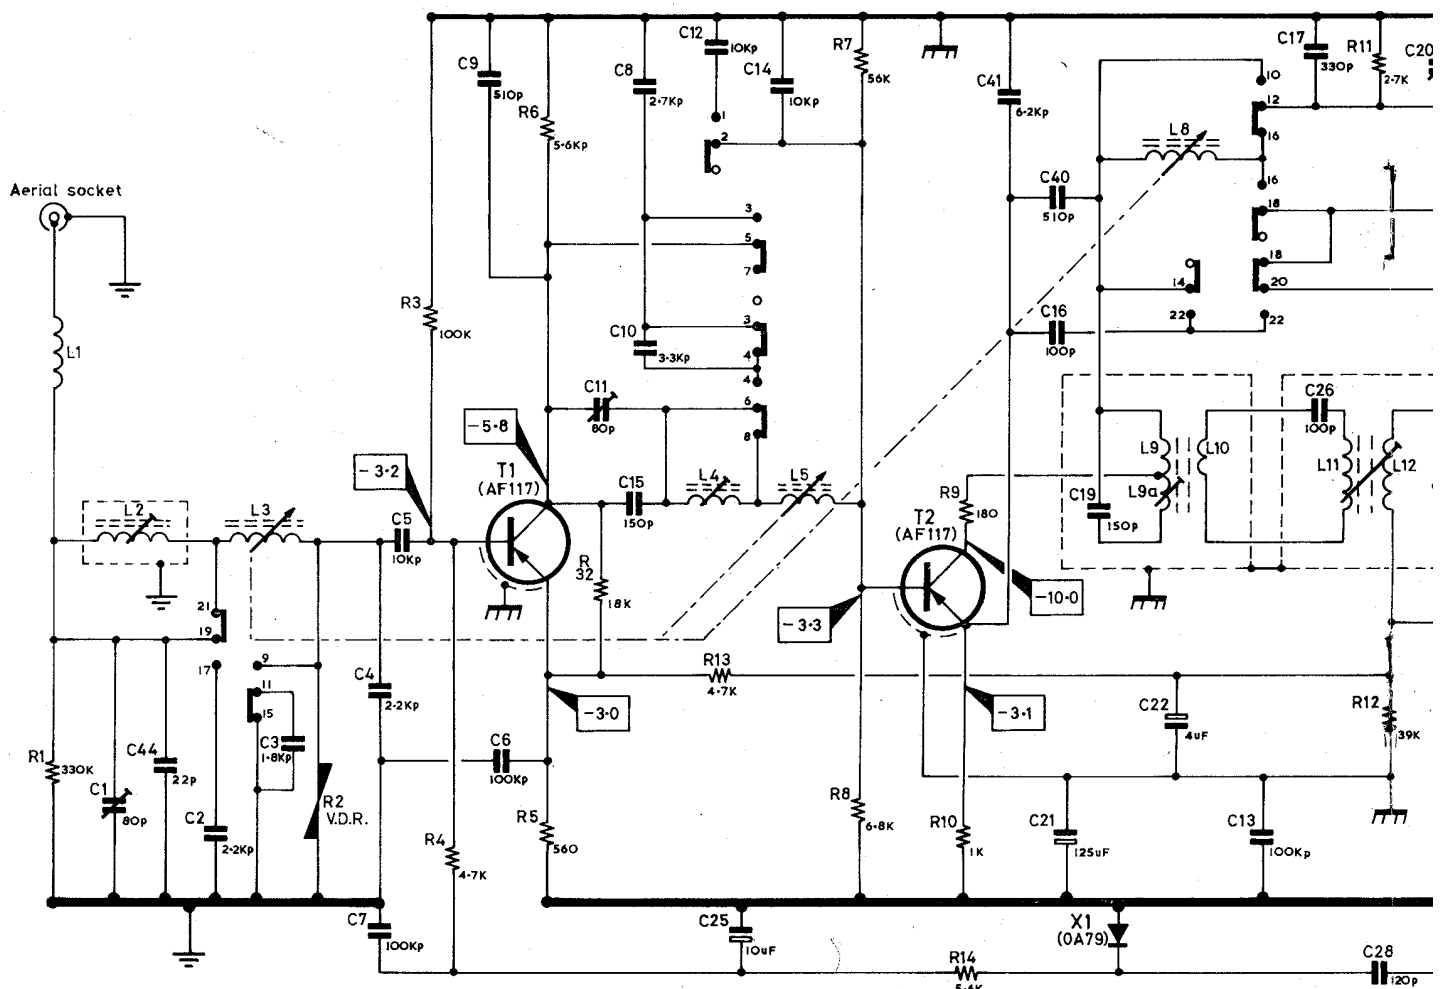 C12
10Kp
C9
510p
C8
2·7Kp
C14
10Kp
R7
56K
C41
6·2Kp
C17
330p
R11
2·7K
C20
10
12
16
L8
R6
5·6Kp
1
2
Aerial socket
C40
510p
16
18
3
5
7
18
14
20
R3
100K
C10
3·3Kp
3
4
4
C16
100p
22
22
L1
C11
80p
6
8
C26
100p
-5·8
-3·2
T1
(AF117)
L4
L5
L9
L10
L9a
L11
L12
C15
150p
R9
180
C19
150p
L2
L3
C5
10Kp
T2
(AF117)
R
32
18K
-10·0
-3·3
21
19
17
9
11
15
C4
2·2Kp
R13
4·7K
-3·0
-3·1
C22
4uF
R12
39K
R1
330K
C1
80p
C44
22p
C3
1·8Kp
C6
100Kp
R2
V.D.R.
C2
2·2Kp
R4
4·7K
R5
560
R8
6·8K
R10
1K
C21
125uF
C13
100Kp
C7
100Kp
C25
10uF
X1
(OA79)
R14
5·6K
C28
120p